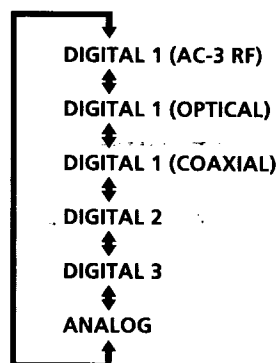 DIGITAL 1 (AC-3 RF)
DIGITAL 1 (OPTICAL)
DIGITAL 1 (COAXIAL)
DIGITAL 2
DIGITAL 3
ANALOG